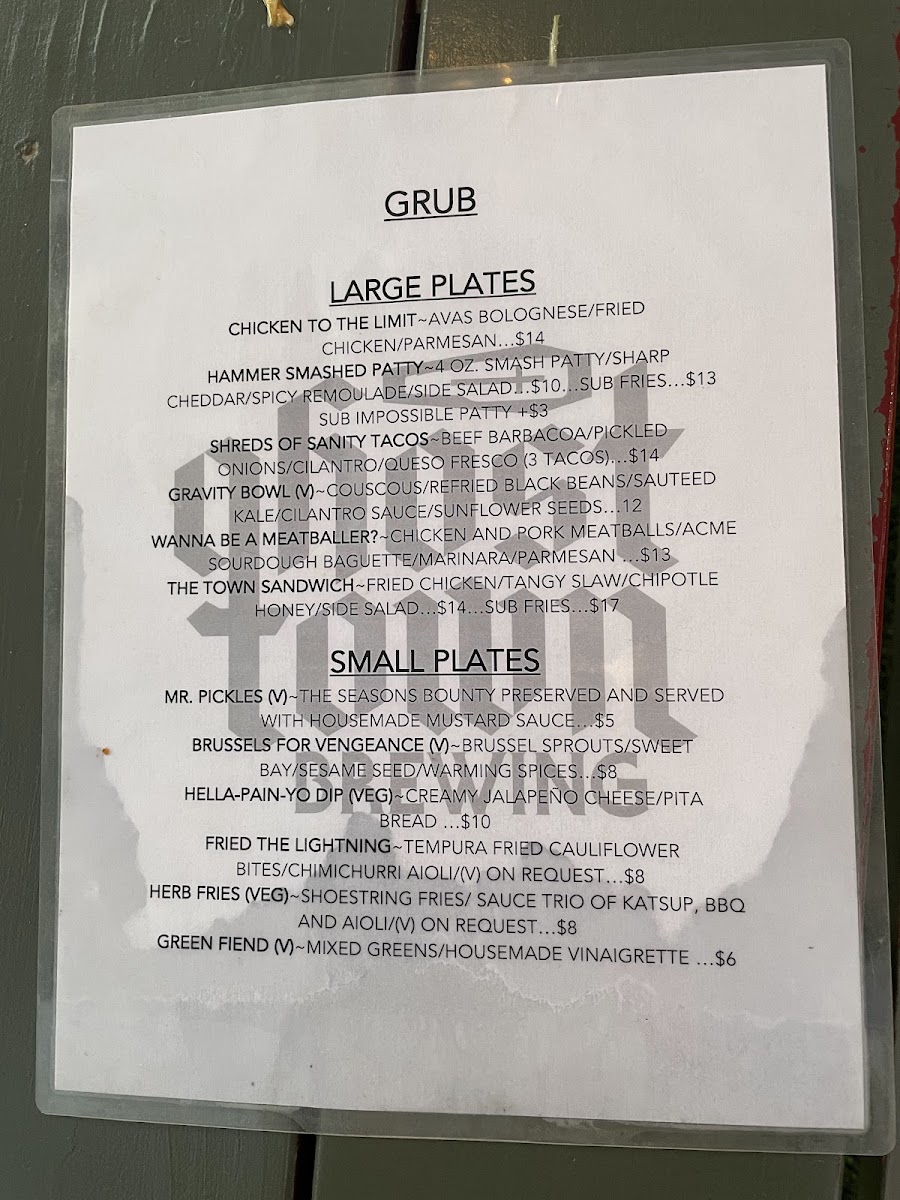 GRUB
LARGE PLATES
CHICKEN TO THE LIMIT~AVAS BOLOGNESE/FRIED
CHICKEN/PARMESAN...$14
HAMMER SMASHED PATTY~4 OZ. SMASH PATTY/SHARP
CHEDDAR/SPICY REMOULADE/SIDE SALAD...$10...SUB FRIES...$13
SUB IMPOSSIBLE PATTY +$3
SHREDS OF SANITY TACOS~BEEF BARBACOA/PICKLED
ONIONS/CILANTRO/QUESO FRESCO (3 TACOS)...$14
GRAVITY BOWL (V)~COUSCOUS/REFRIED BLACK BEANS/SAUTEED
KALE/CILANTRO SAUCE/SUNFLOWER SEEDS...12
WANNA BE A MEATBALLER?~CHICKEN AND PORK MEATBALLS/ACME
SOURDOUGH BAGUETTE/MARINARA/PARMESAN ...$13
THE TOWN SANDWICH~FRIED CHICKEN/TANGY SLAW/CHIPOTLE
HONEY/SIDE SALAD...$14...SUB FRIES...$17
SMALL PLATES
MR. PICKLES (V)~THE SEASONS BOUNTY PRESERVED AND SERVED
WITH HOUSEMADE MUSTARD SAUCE...$5
BRUSSELS FOR VENGEANCE (V)~BRUSSEL SPROUTS/SWEET
BAY/SESAME SEED/WARMING SPICES...$8
HELLA-PAIN-YO DIP (VEG)~CREAMY JALAPEÑO CHEESE/PITA
BREAD ...$10
FRIED THE LIGHTNING~TEMPURA FRIED CAULIFLOWER
BITES/CHIMICHURRI AIOLI/(V) ON REQUEST...$8
HERB FRIES (VEG)~SHOESTRING FRIES/ SAUCE TRIO OF KATSUP, BBQ
AND AIOLI/(V) ON REQUEST...$8
GREEN FIEND (V)~MIXED GREENS/HOUSEMADE VINAIGRETTE ...$6
ghost
town
BREWING